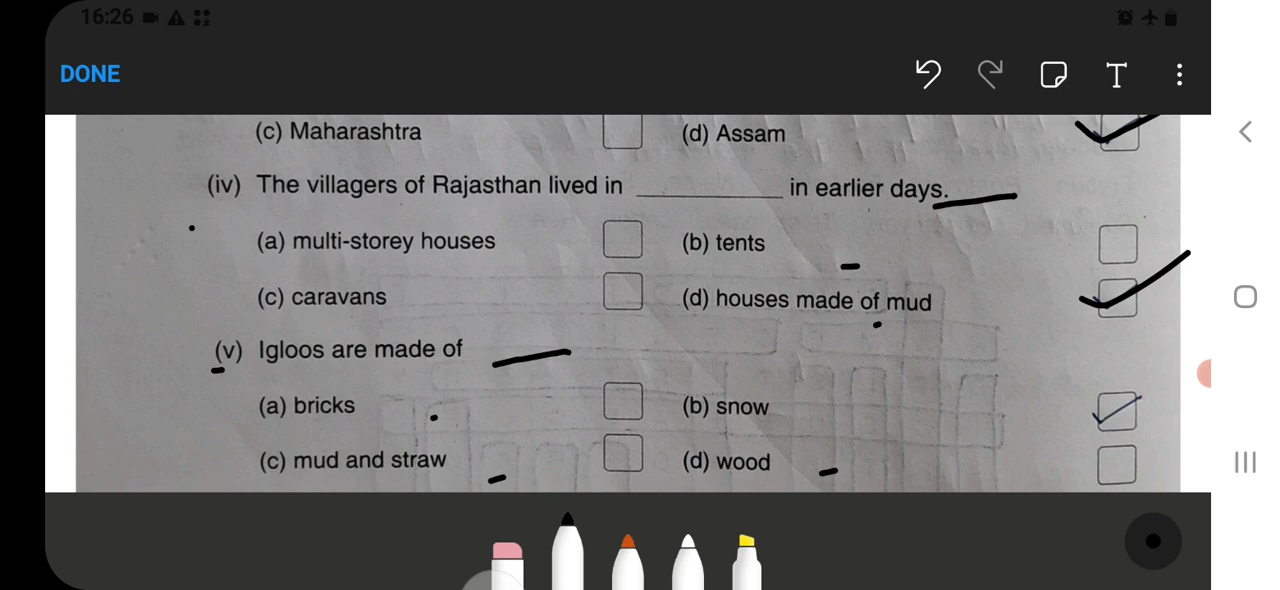 16:26
DONE
T
(c) Maharashtra (d) Assam
(iv) The villagers of Rajasthan lived in __________ in earlier days.
(a) multi-storey houses (b) tents
(c) caravans (d) houses made of mud
(v) Igloos are made of
(a) bricks (b) snow
(c) mud and straw (d) wood